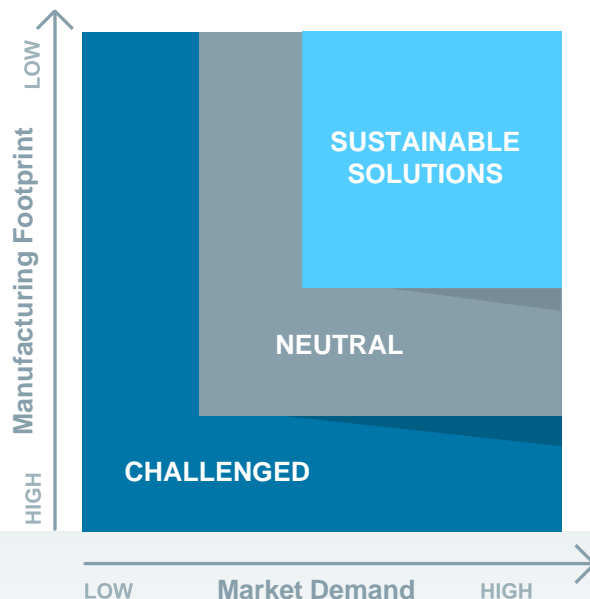 LOW
Manufacturing Footprint
HIGH
SUSTAINABLE
SOLUTIONS
NEUTRAL
CHALLENGED
LOW
Market Demand
HIGH